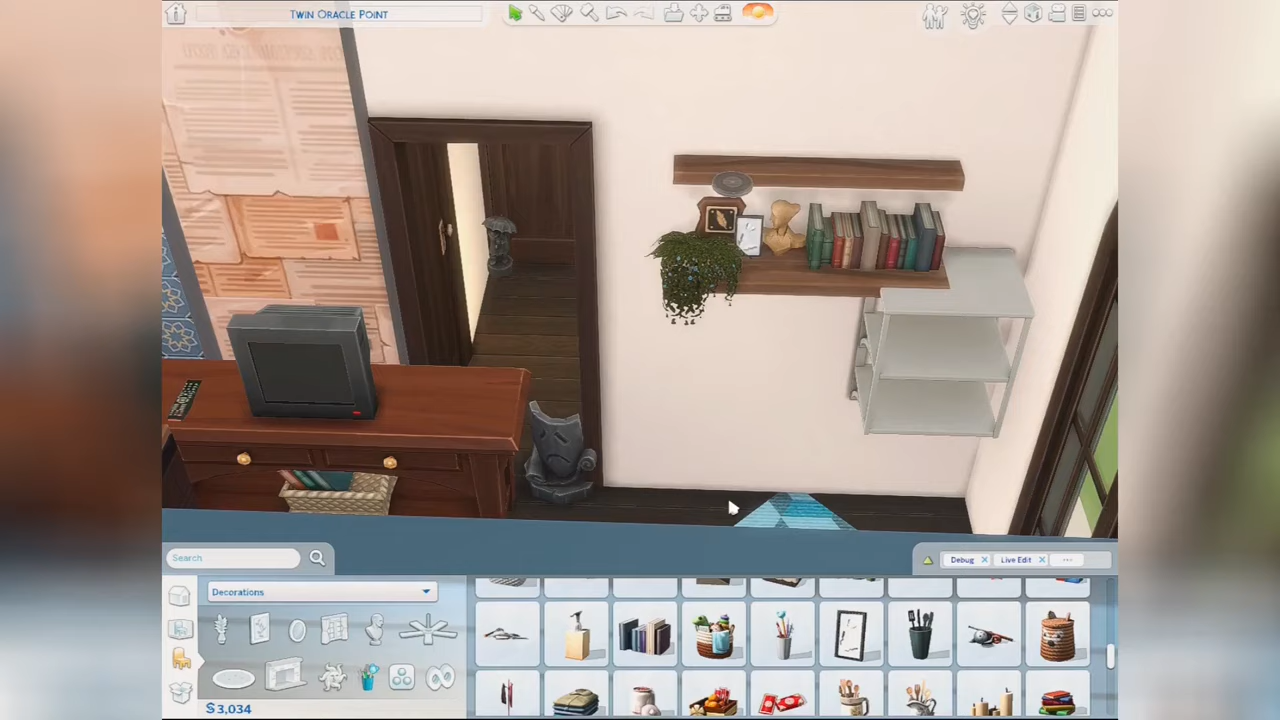 Twin Oracle Point
Search
Debug
Live Edit
Decorations
§3,034